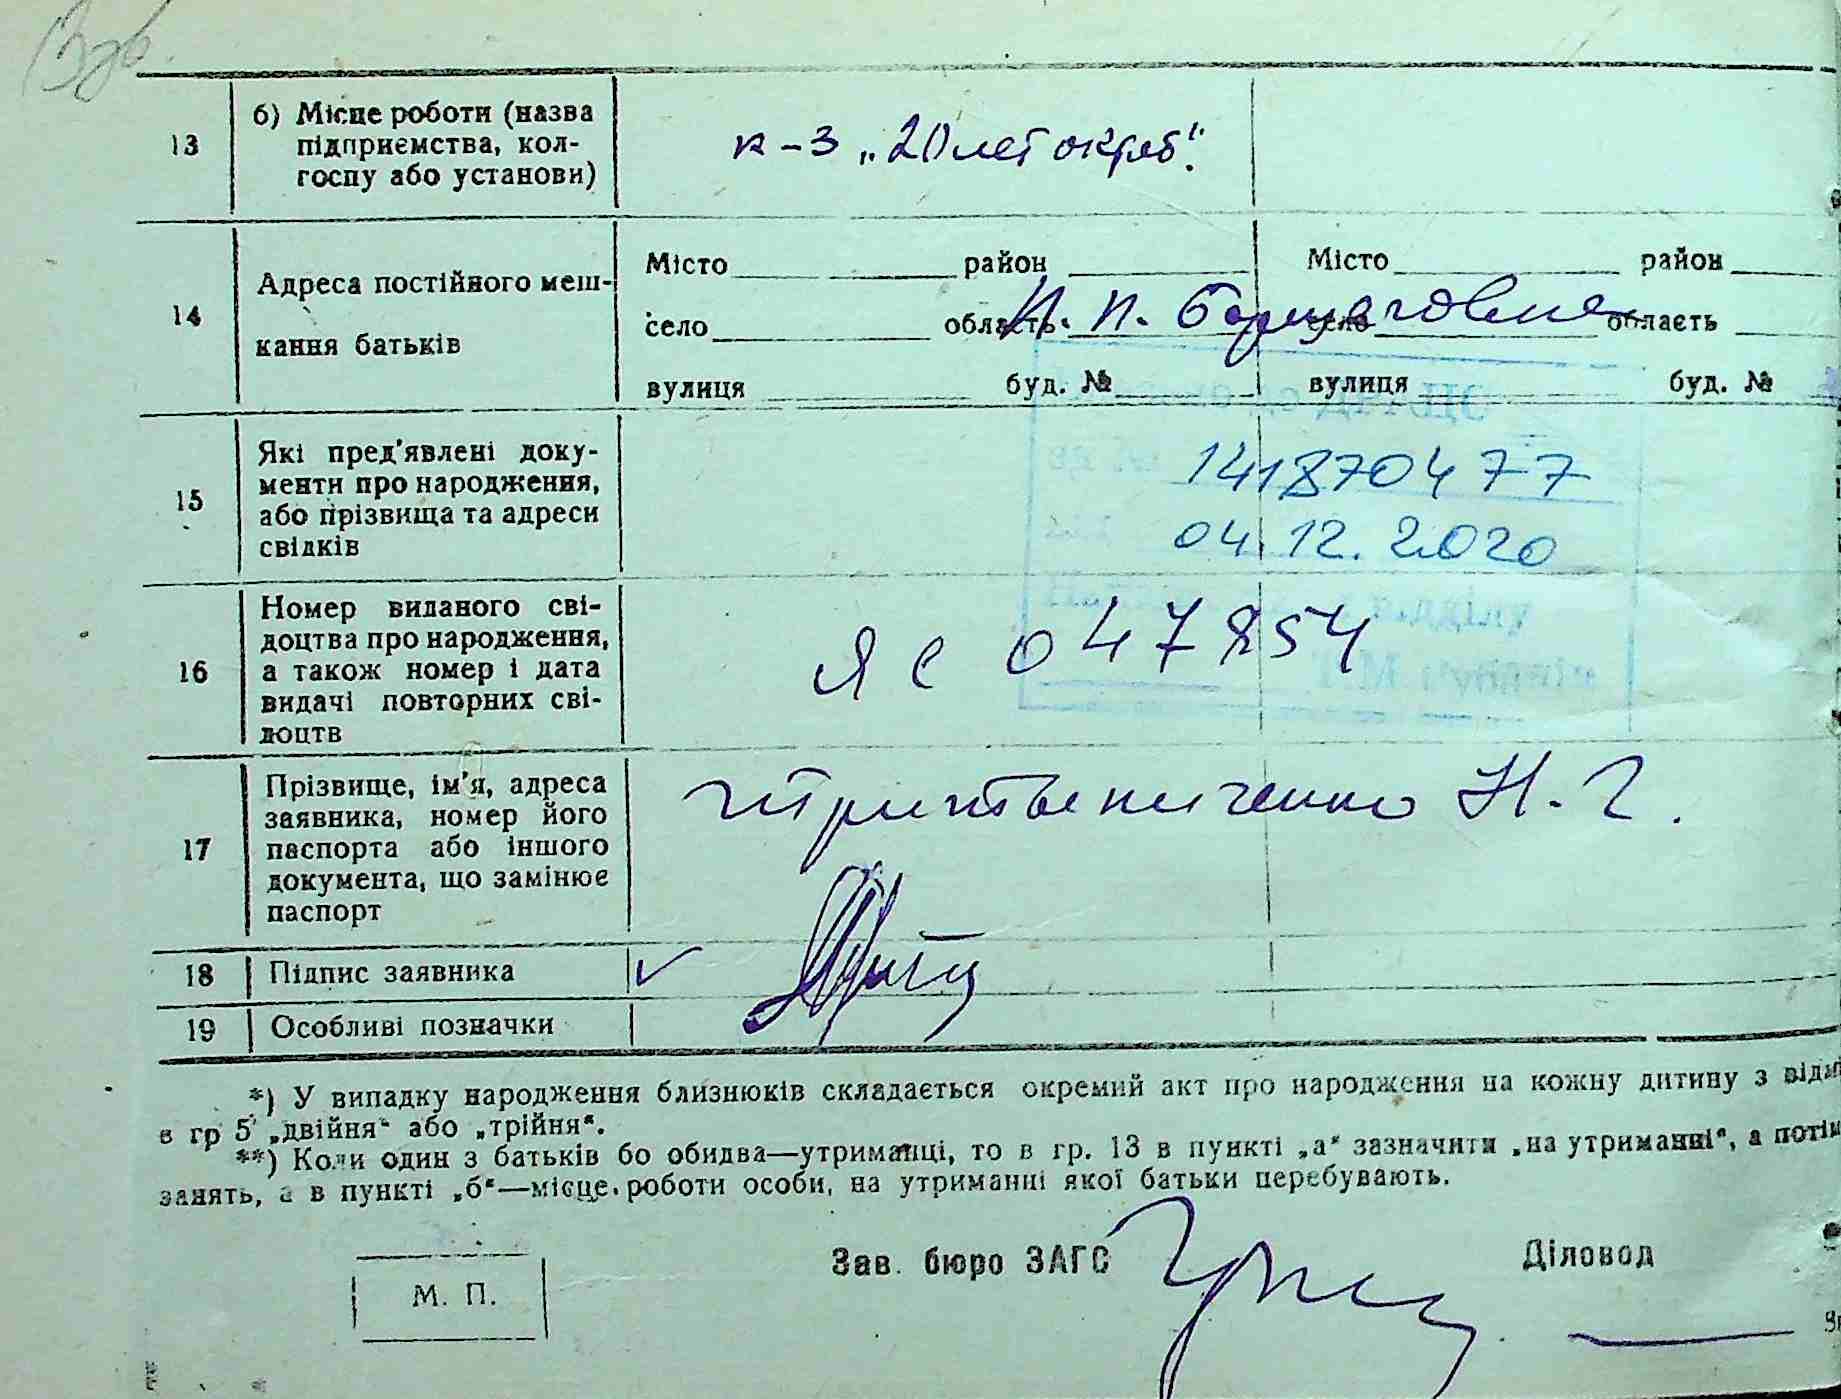 13
б) Місце роботи (назва
підприємства, кол-
госпу або установи)
к-з „20 лет октяб".
14
Адреса постійного меш-
кання батьків
Місто район
село область
вулиця буд. №
Місто район
село область
вулиця буд. №
П. П. Борщаговка
15
Які пред'явлені доку-
менти про народження,
або прізвища та адреси
свідків
141870477
04.12.2020
16
Номер виданого сві-
доцтва про народження,
а також номер і дата
видачі повторних сві-
доцтв
ЯС 047854
17
Прізвище, ім'я, адреса
заявника, номер його
паспорта або іншого
документа, що замінює
паспорт
Н. Г.
18
Підпис заявника
19
Особливі позначки
*) У випадку народження близнюків складається окремий акт про народження на кожну дитину з
в гр 5 „двійня" або „трійня".
**) Коли один з батьків бо обидва—утриманці, то в гр. 13 в пункті „а" зазначити „на утриманні", а потім
занять, а в пункті „б"—місце роботи особи, на утриманні якої батьки перебувають.
М. П.
Зав. бюро ЗАГС
Діловод